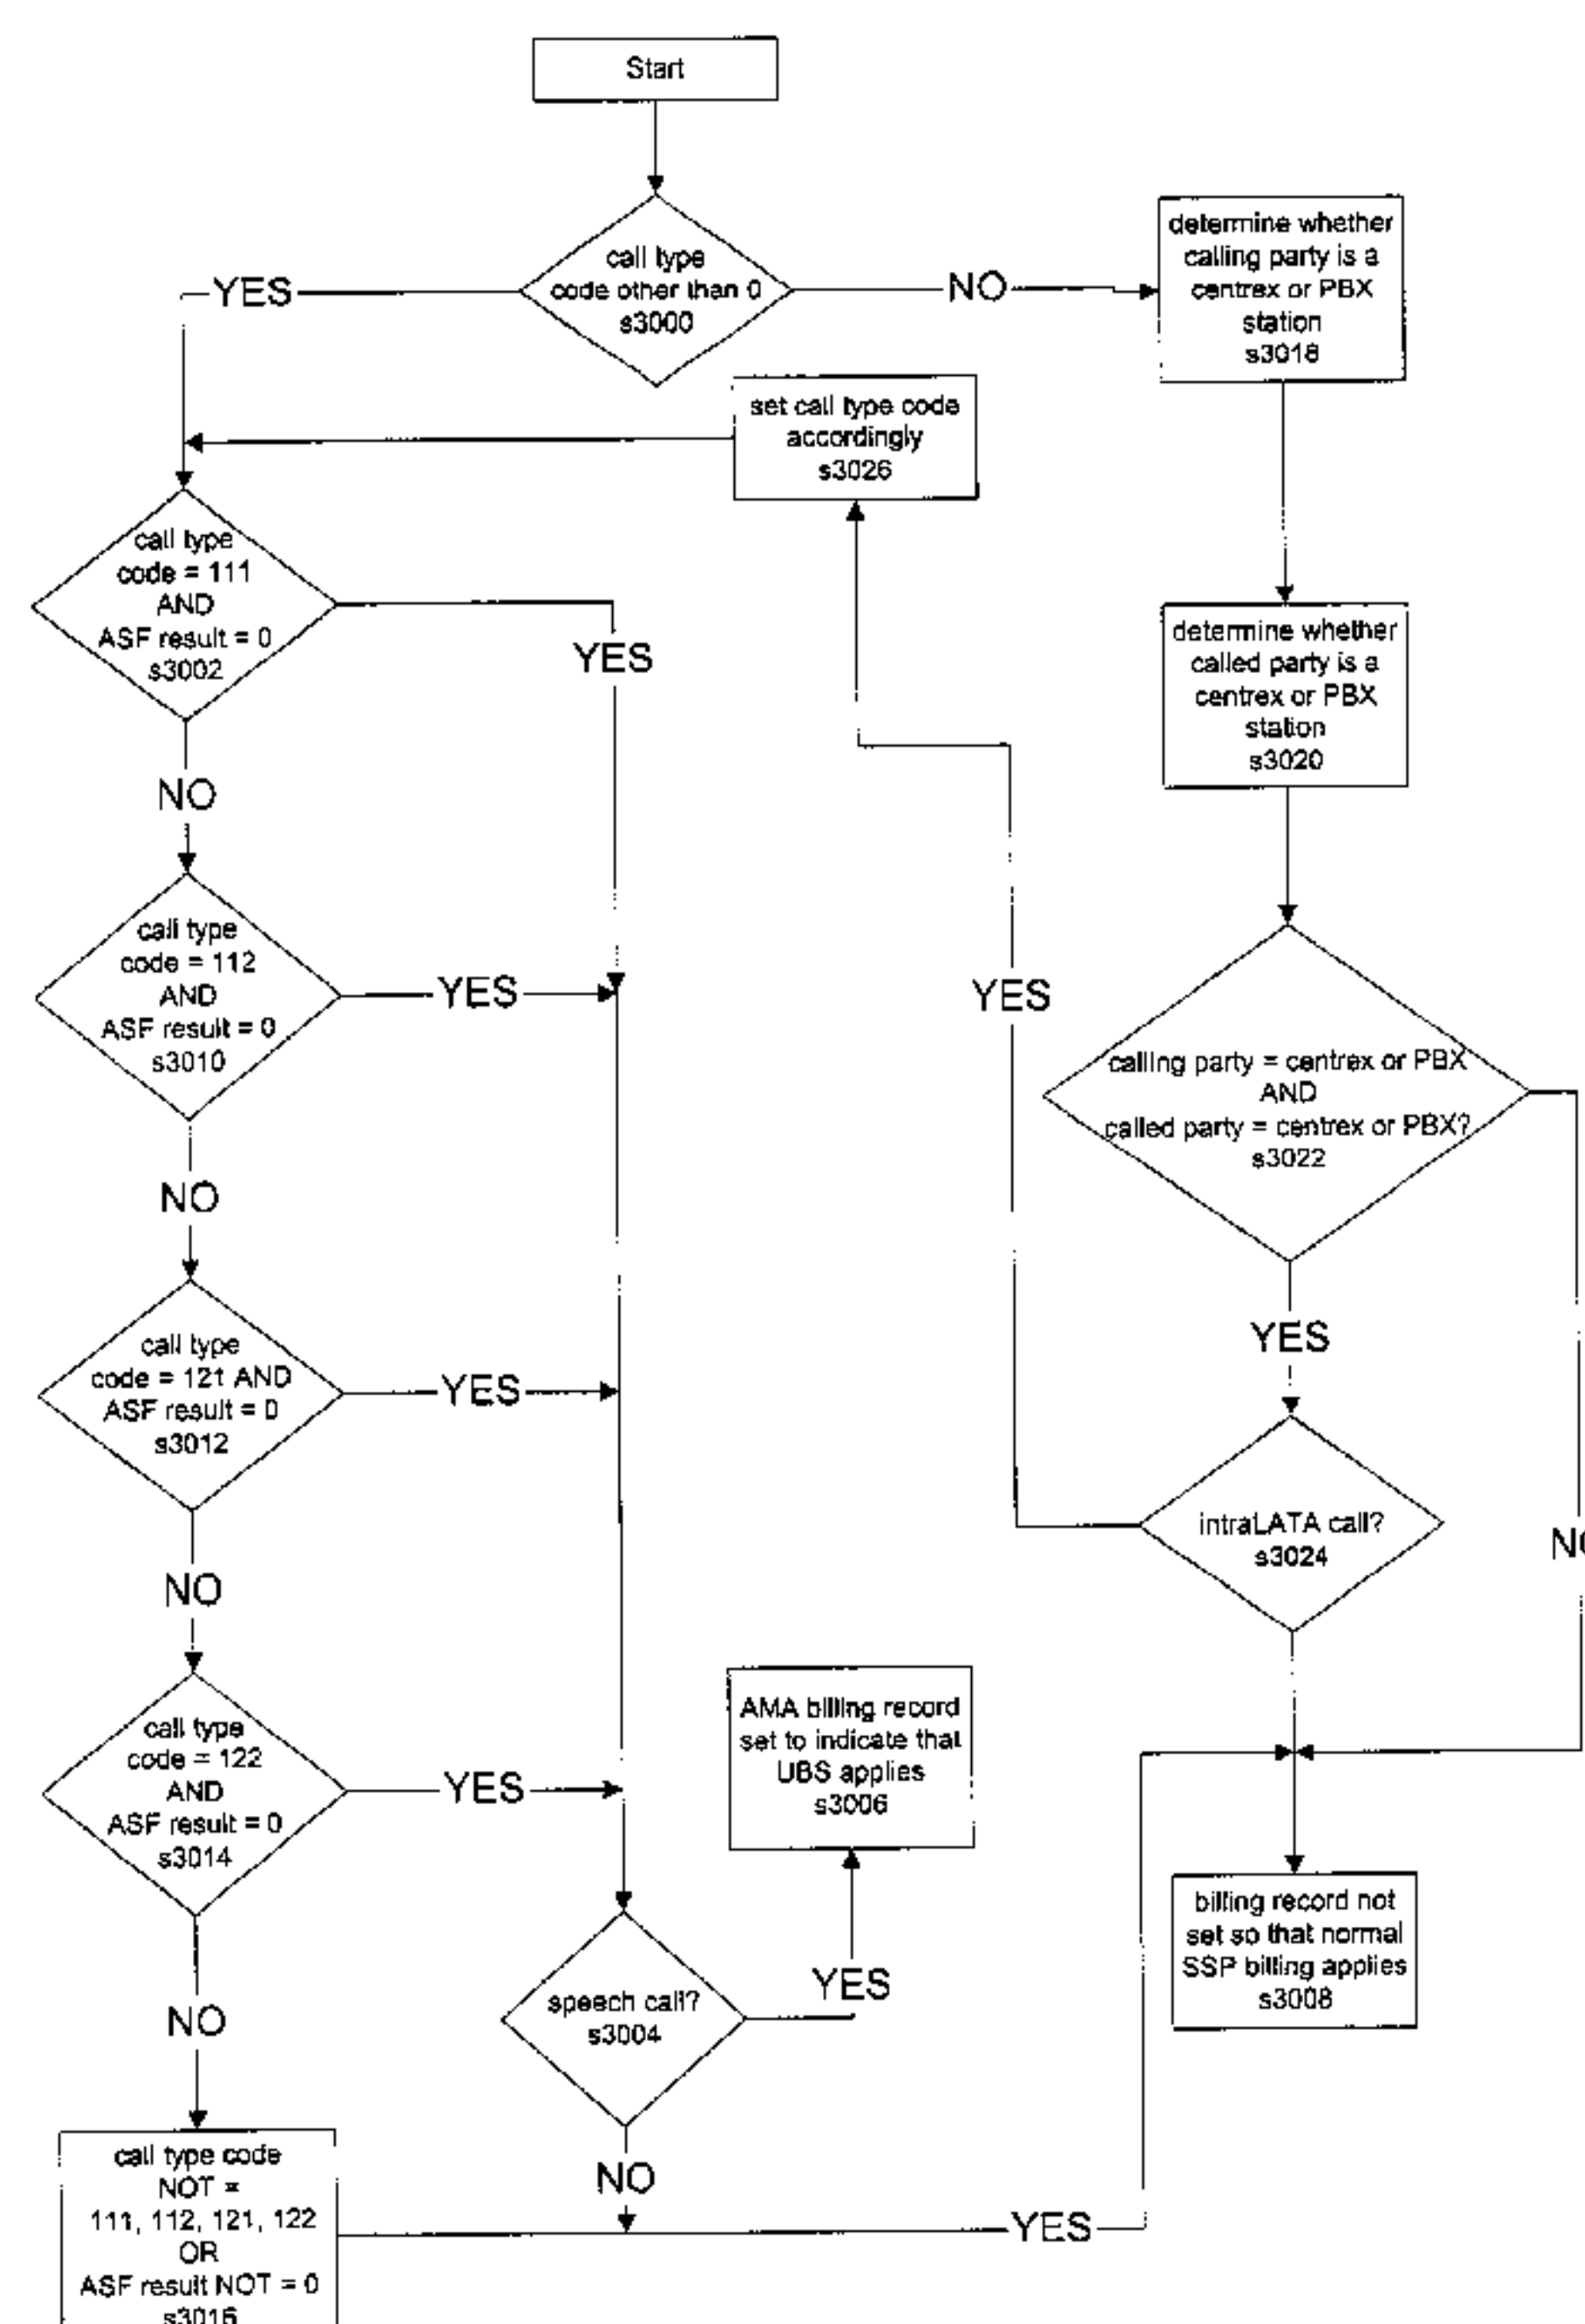 Start
call type
code other than 0
s3000
YES
NO
determine whether
calling party is a
centrex or PBX
station
s3018
set call type code
accordingly
s3026
call type
code = 111
AND
ASF result = 0
s3002
YES
NO
determine whether
called party is a
centrex or PBX
station
s3020
call type
code = 112
AND
ASF result = 0
s3010
YES
NO
YES
calling party = centrex or PBX
AND
called party = centrex or PBX?
s3022
YES
call type
code = 121 AND
ASF result = 0
s3012
YES
NO
intraLATA call?
s3024
call type
code = 122
AND
ASF result = 0
s3014
YES
NO
AMA billing record
set to indicate that
UBS applies
s3006
billing record not
set so that normal
SSP billing applies
s3008
speech call?
s3004
YES
NO
call type code
NOT =
111, 112, 121, 122
OR
ASF result NOT = 0
s3016
YES